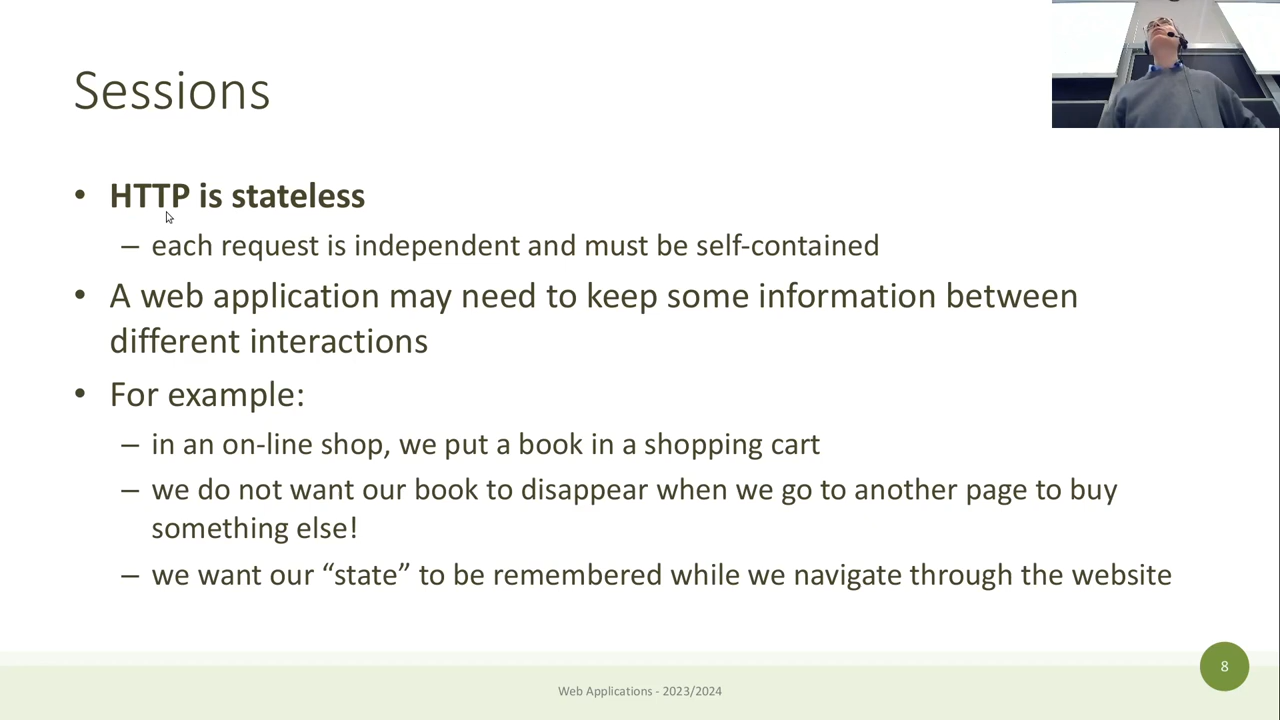 Sessions
• HTTP is stateless
– each request is independent and must be self-contained
• A web application may need to keep some information between
different interactions
• For example:
– in an on-line shop, we put a book in a shopping cart
– we do not want our book to disappear when we go to another page to buy
something else!
– we want our “state” to be remembered while we navigate through the website
Web Applications - 2023/2024
8